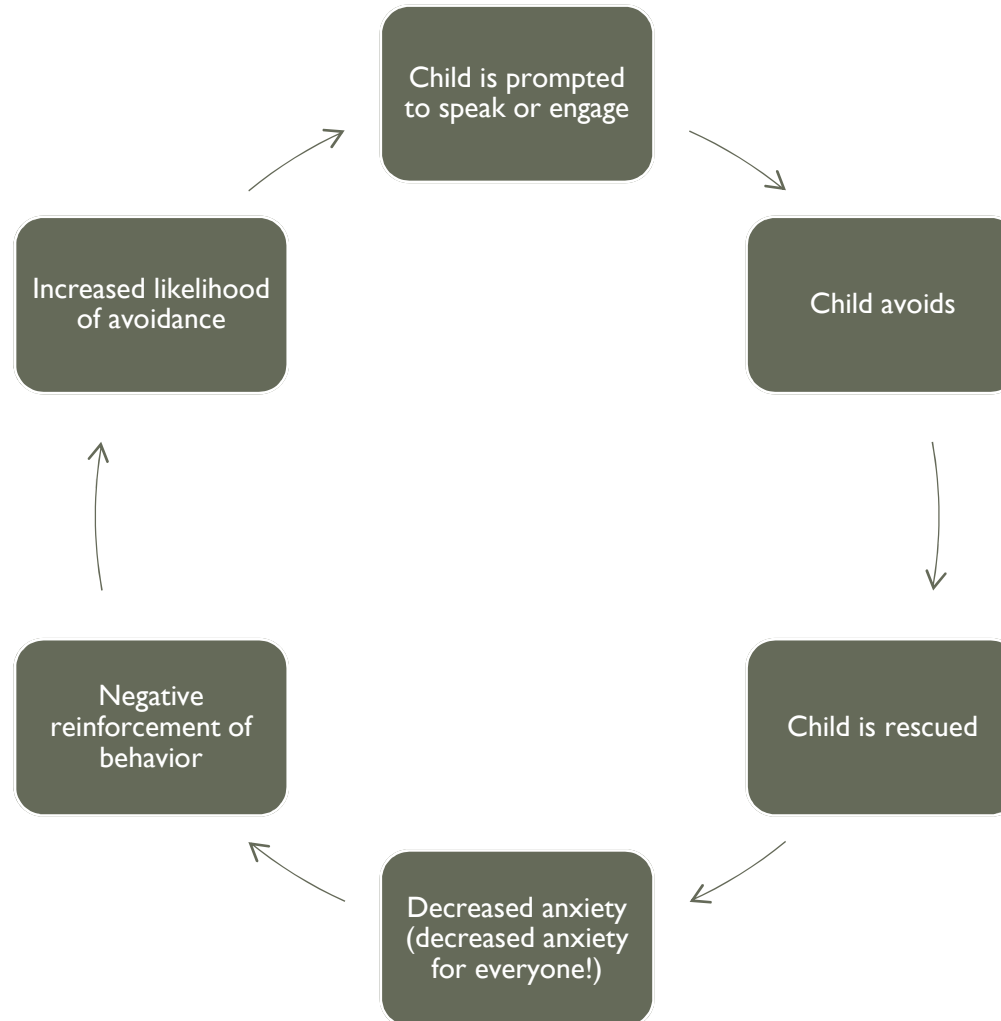 Child is prompted
to speak or engage
Child avoids
Child is rescued
Decreased anxiety
(decreased anxiety
for everyone!)
Negative
reinforcement of
behavior
Increased likelihood
of avoidance